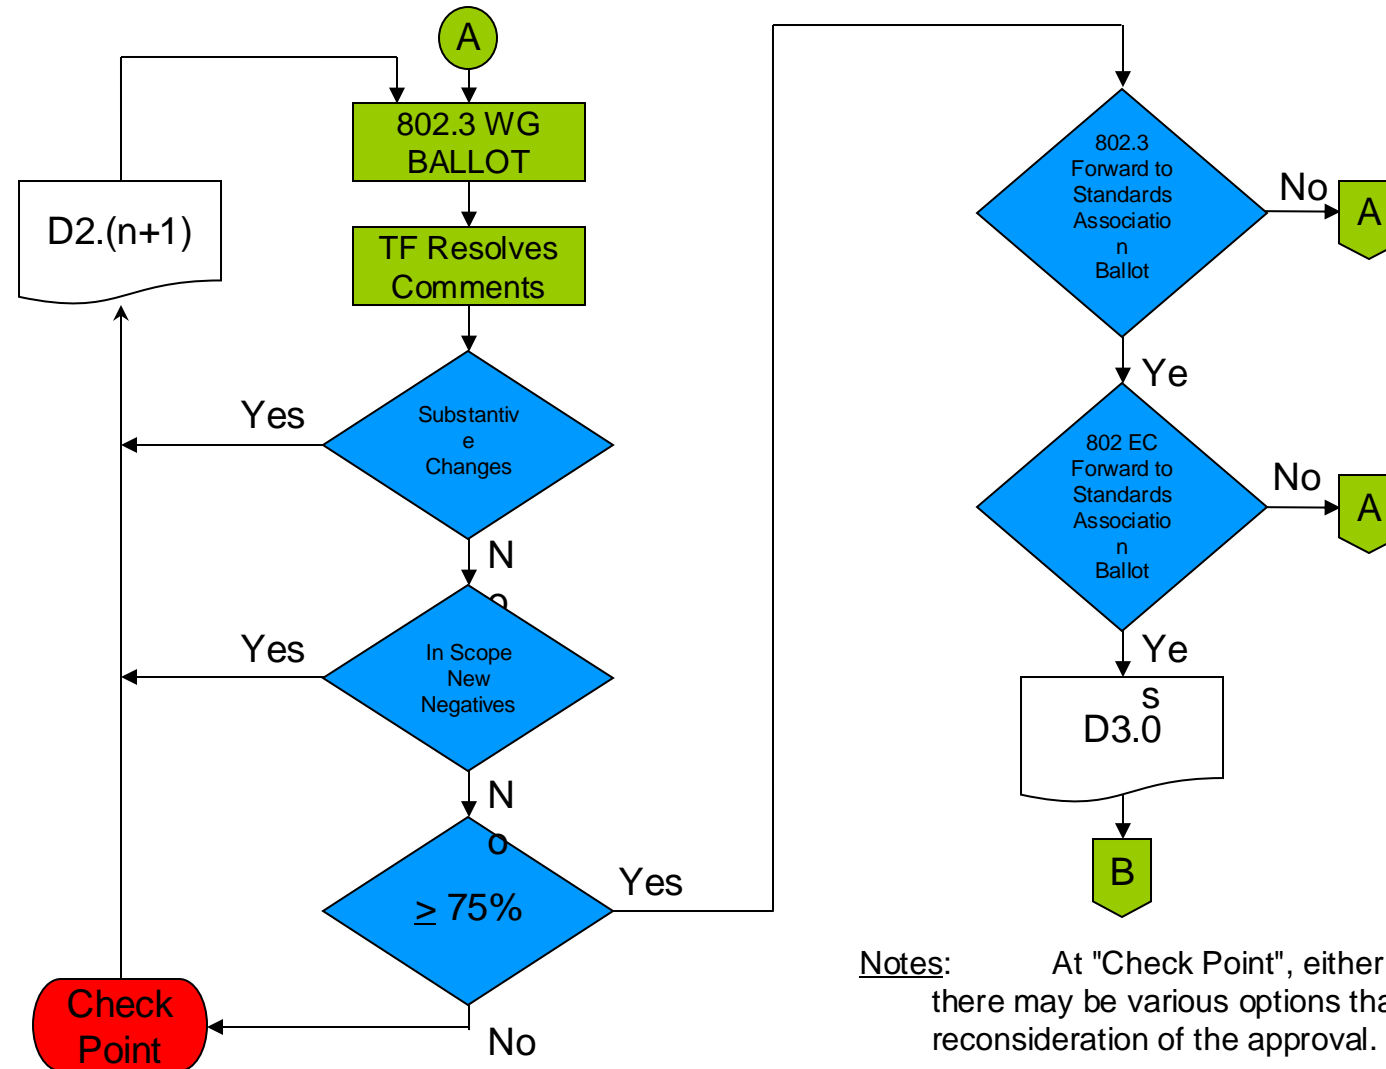 A
802.3 WG
BALLOT
D2.(n+1)
TF Resolves
Comments
Yes
Substantiv
e
Changes
N
o
Yes
In Scope
New
Negatives
N
o
≥ 75%
Yes
Check
Point
No
802.3
Forward to
Standards
Associatio
n
Ballot
No
A
Ye
802 EC
Forward to
Standards
Associatio
n
Ballot
No
A
Ye
s
D3.0
B
Notes: At "Check Point", either
there may be various options tha
reconsideration of the approval.